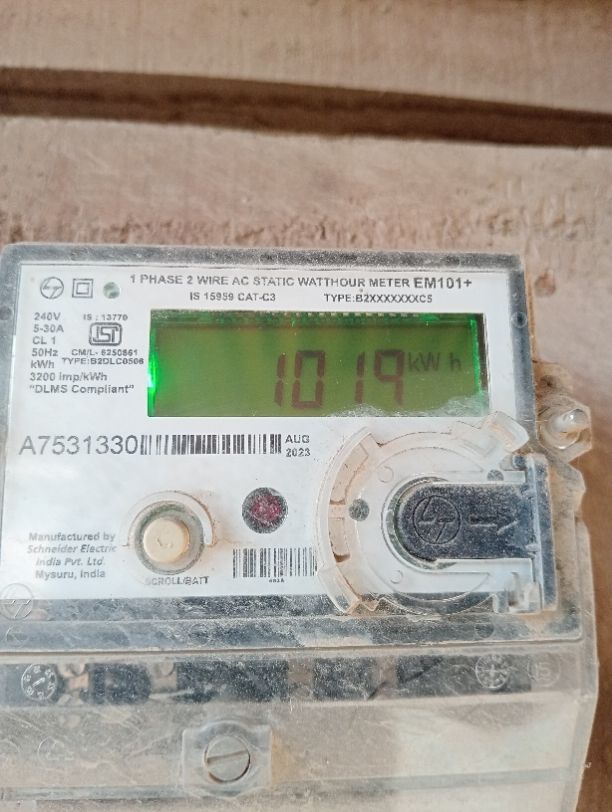 1 PHASE 2 WIRE AC STATIC WATTHOUR METER EM101+
IS 15959 CAT-C3 TYPE:B2XXXXXXXC5
240V IS : 13779
5-30A
CL 1
50Hz CM/L- 6250861
kWh TYPE:B2DLC0506
3200 imp/kWh
"DLMS Compliant"
1019 kWh
A7531330 AUG
2023
Manufactured by
Schneider Electric
India Pvt. Ltd.
Mysuru, India
SCROLL/BATT